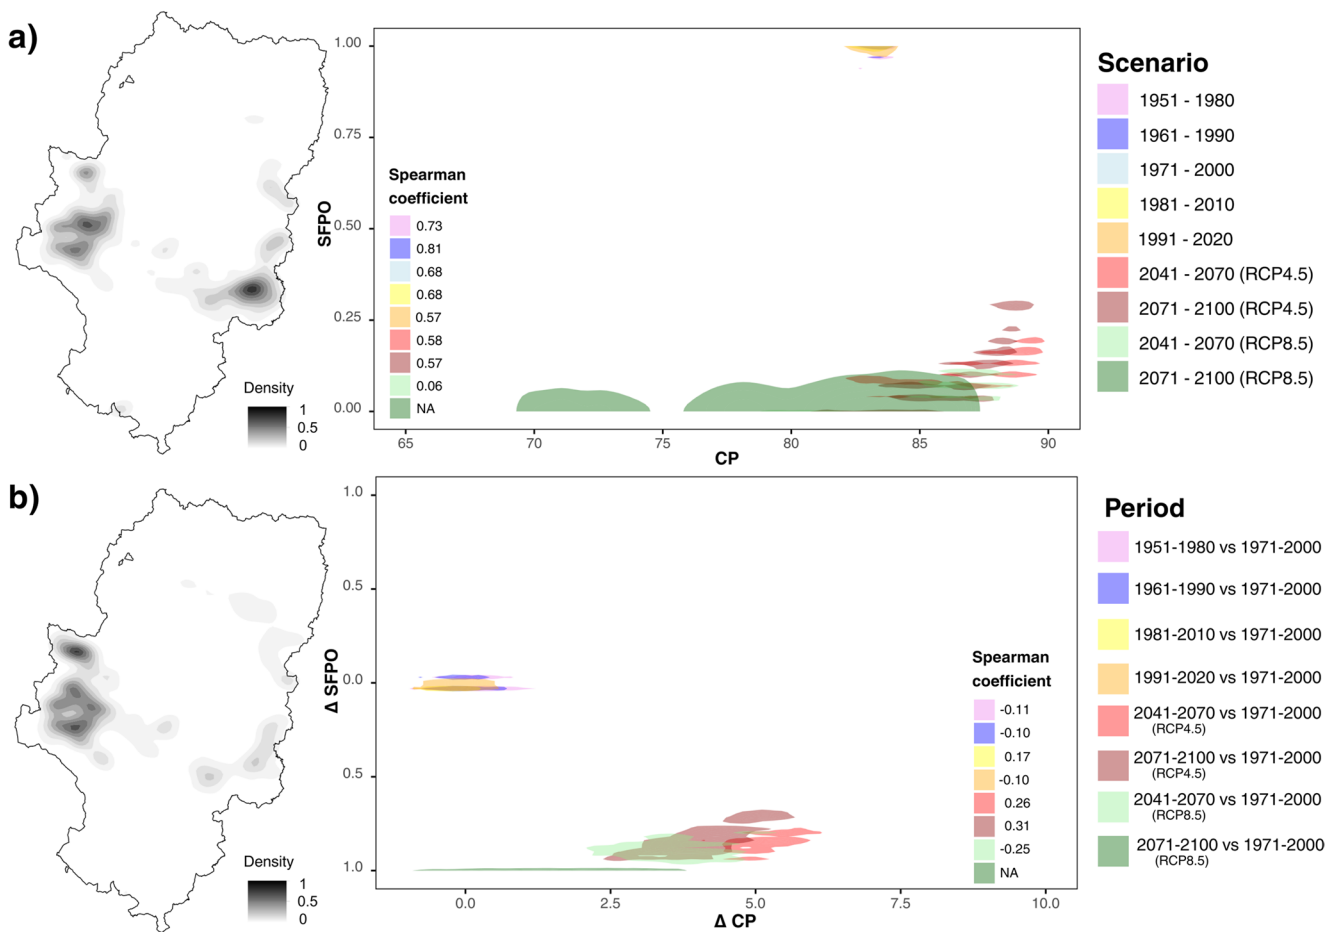 a)
Density
1
0.5
0
1.00
0.75
0.50
0.25
0.00
SFPO
65
70
75
80
85
90
CP
Spearman
coefficient
0.73
0.81
0.68
0.68
0.57
0.58
0.57
0.06
NA
Scenario
1951 - 1980
1961 - 1990
1971 - 2000
1981 - 2010
1991 - 2020
2041 - 2070 (RCP4.5)
2071 - 2100 (RCP4.5)
2041 - 2070 (RCP8.5)
2071 - 2100 (RCP8.5)
b)
Density
1
0.5
0
1.0
0.5
0.0
0.5
1.0
Δ SFPO
0.0
2.5
5.0
7.5
10.0
Δ CP
Spearman
coefficient
-0.11
-0.10
0.17
-0.10
0.26
0.31
-0.25
NA
Period
1951-1980 vs 1971-2000
1961-1990 vs 1971-2000
1981-2010 vs 1971-2000
1991-2020 vs 1971-2000
2041-2070 vs 1971-2000
(RCP4.5)
2071-2100 vs 1971-2000
(RCP4.5)
2041-2070 vs 1971-2000
(RCP8.5)
2071-2100 vs 1971-2000
(RCP8.5)